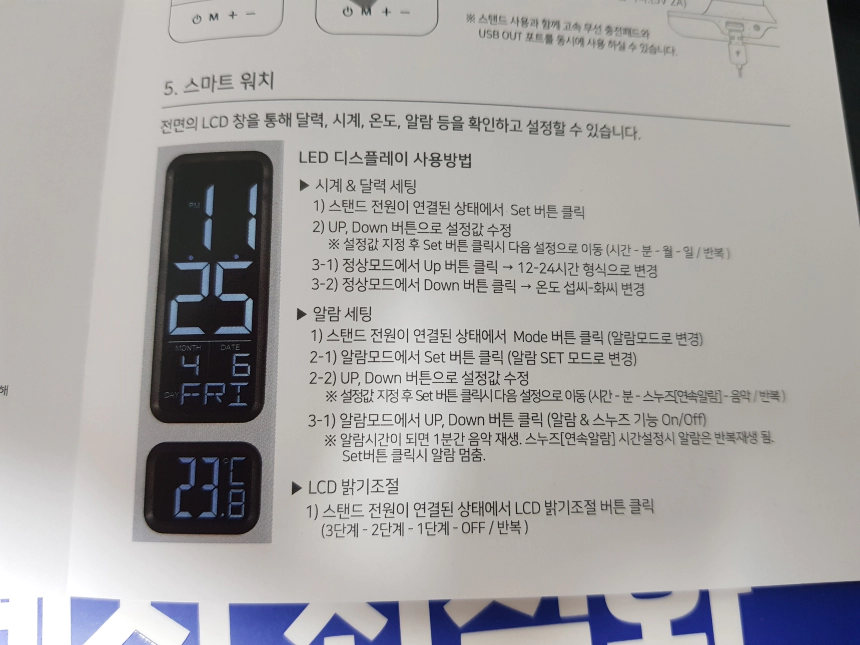 M + −
M + −
※ 스탠드 사용과 함께 고속 무선 충전패드와
USB OUT 포트를 동시에 사용 하실 수 있습니다.
5. 스마트 워치
전면의 LCD 창을 통해 달력, 시계, 온도, 알람 등을 확인하고 설정할 수 있습니다.
PM 11
25
MONTH DATE
4 6
DAY FRI
23.8 °C
LED 디스플레이 사용방법
▶ 시계 & 달력 세팅
1) 스탠드 전원이 연결된 상태에서 Set 버튼 클릭
2) UP, Down 버튼으로 설정값 수정
※ 설정값 지정 후 Set 버튼 클릭시 다음 설정으로 이동 (시간 - 분 - 월 - 일 / 반복)
3-1) 정상모드에서 Up 버튼 클릭 → 12-24시간 형식으로 변경
3-2) 정상모드에서 Down 버튼 클릭 → 온도 섭씨-화씨 변경
▶ 알람 세팅
1) 스탠드 전원이 연결된 상태에서 Mode 버튼 클릭 (알람모드로 변경)
2-1) 알람모드에서 Set 버튼 클릭 (알람 SET 모드로 변경)
2-2) UP, Down 버튼으로 설정값 수정
※ 설정값 지정 후 Set 버튼 클릭시 다음 설정으로 이동 (시간 - 분 - 스누즈[연속알람] - 음악 / 반복)
3-1) 알람모드에서 UP, Down 버튼 클릭 (알람 & 스누즈 기능 On/Off)
※ 알람시간이 되면 1분간 음악 재생. 스누즈[연속알람] 시간설정시 알람은 반복재생 됨.
Set버튼 클릭시 알람 멈춤.
▶ LCD 밝기조절
1) 스탠드 전원이 연결된 상태에서 LCD 밝기조절 버튼 클릭
(3단계 - 2단계 - 1단계 - OFF / 반복)
해